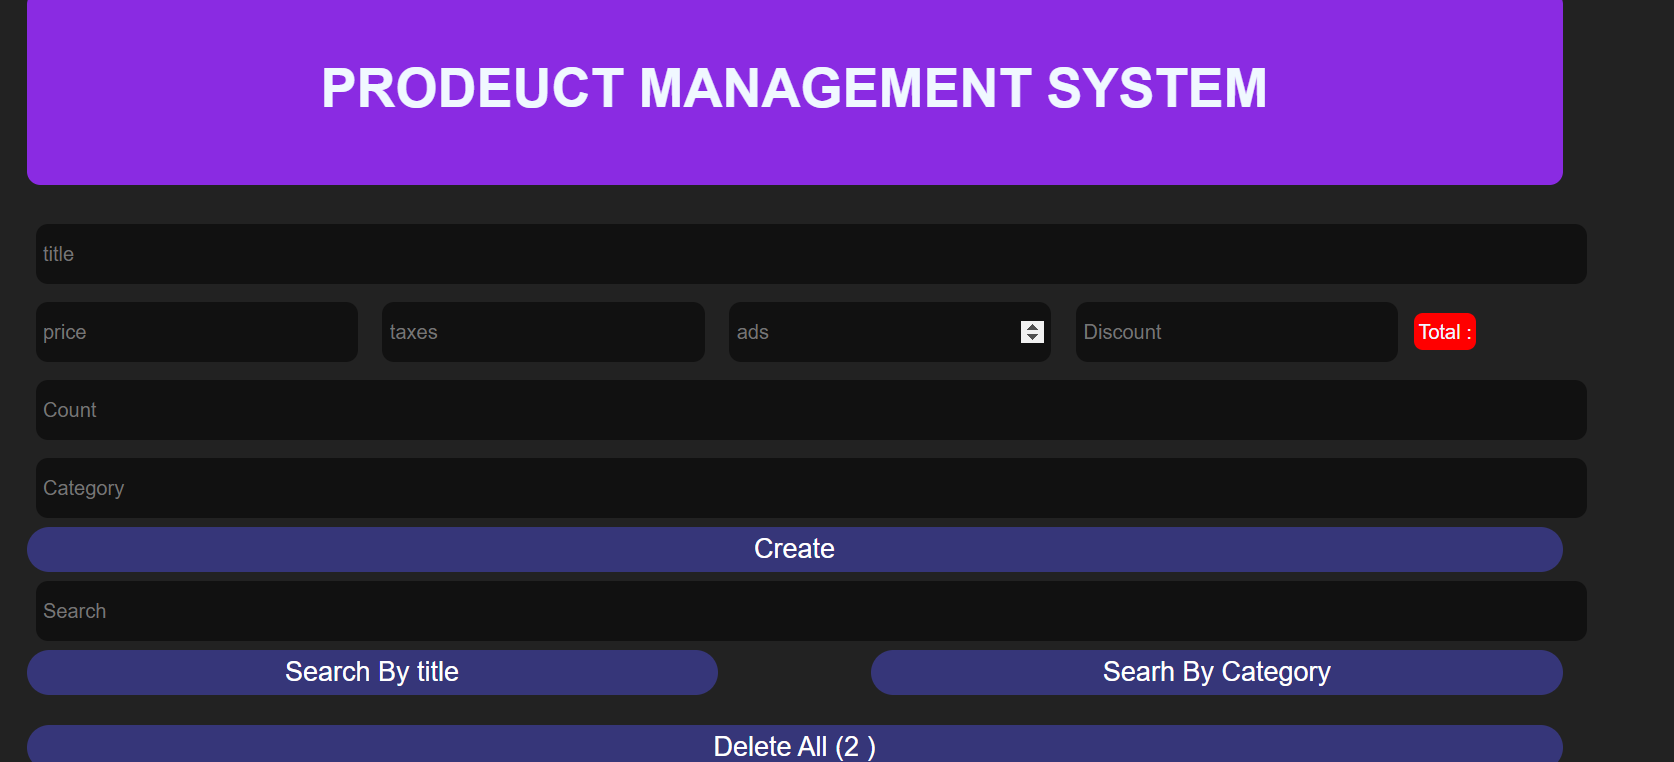 PRODEUCT MANAGEMENT SYSTEM
title
price taxes ads Discount Total :
Count
Category
Create
Search
Search By title Searh By Category
Delete All (2 )